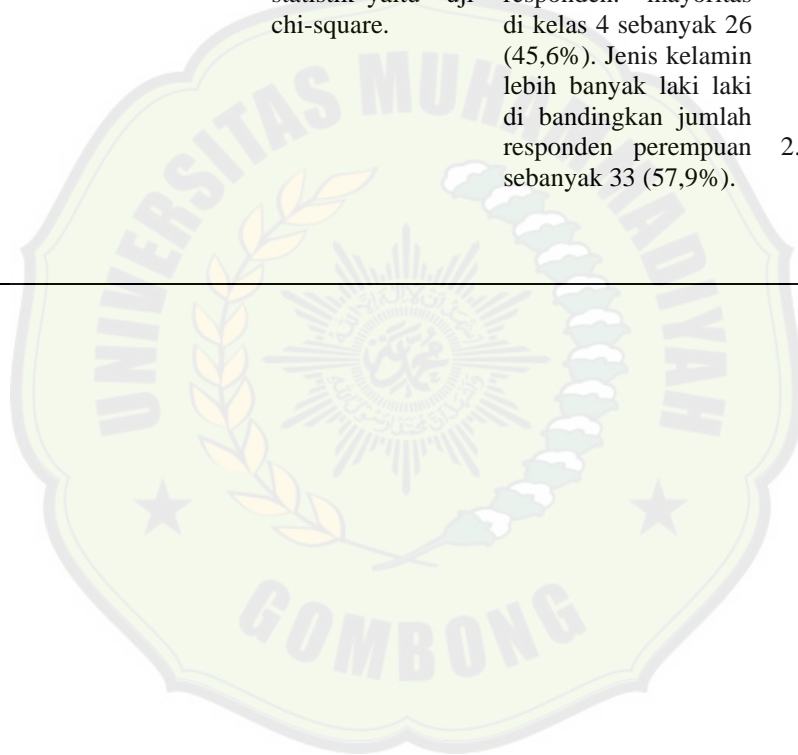 statistik yaitu uji
chi-square.
responden: mayoritas
di kelas 4 sebanyak 26
(45,6%). Jenis kelamin
lebih banyak laki laki
di bandingkan jumlah
responden perempuan
sebanyak 33 (57,9%).
2.
UNIVERSITAS MUHAMMADIYAH
GOMBONG